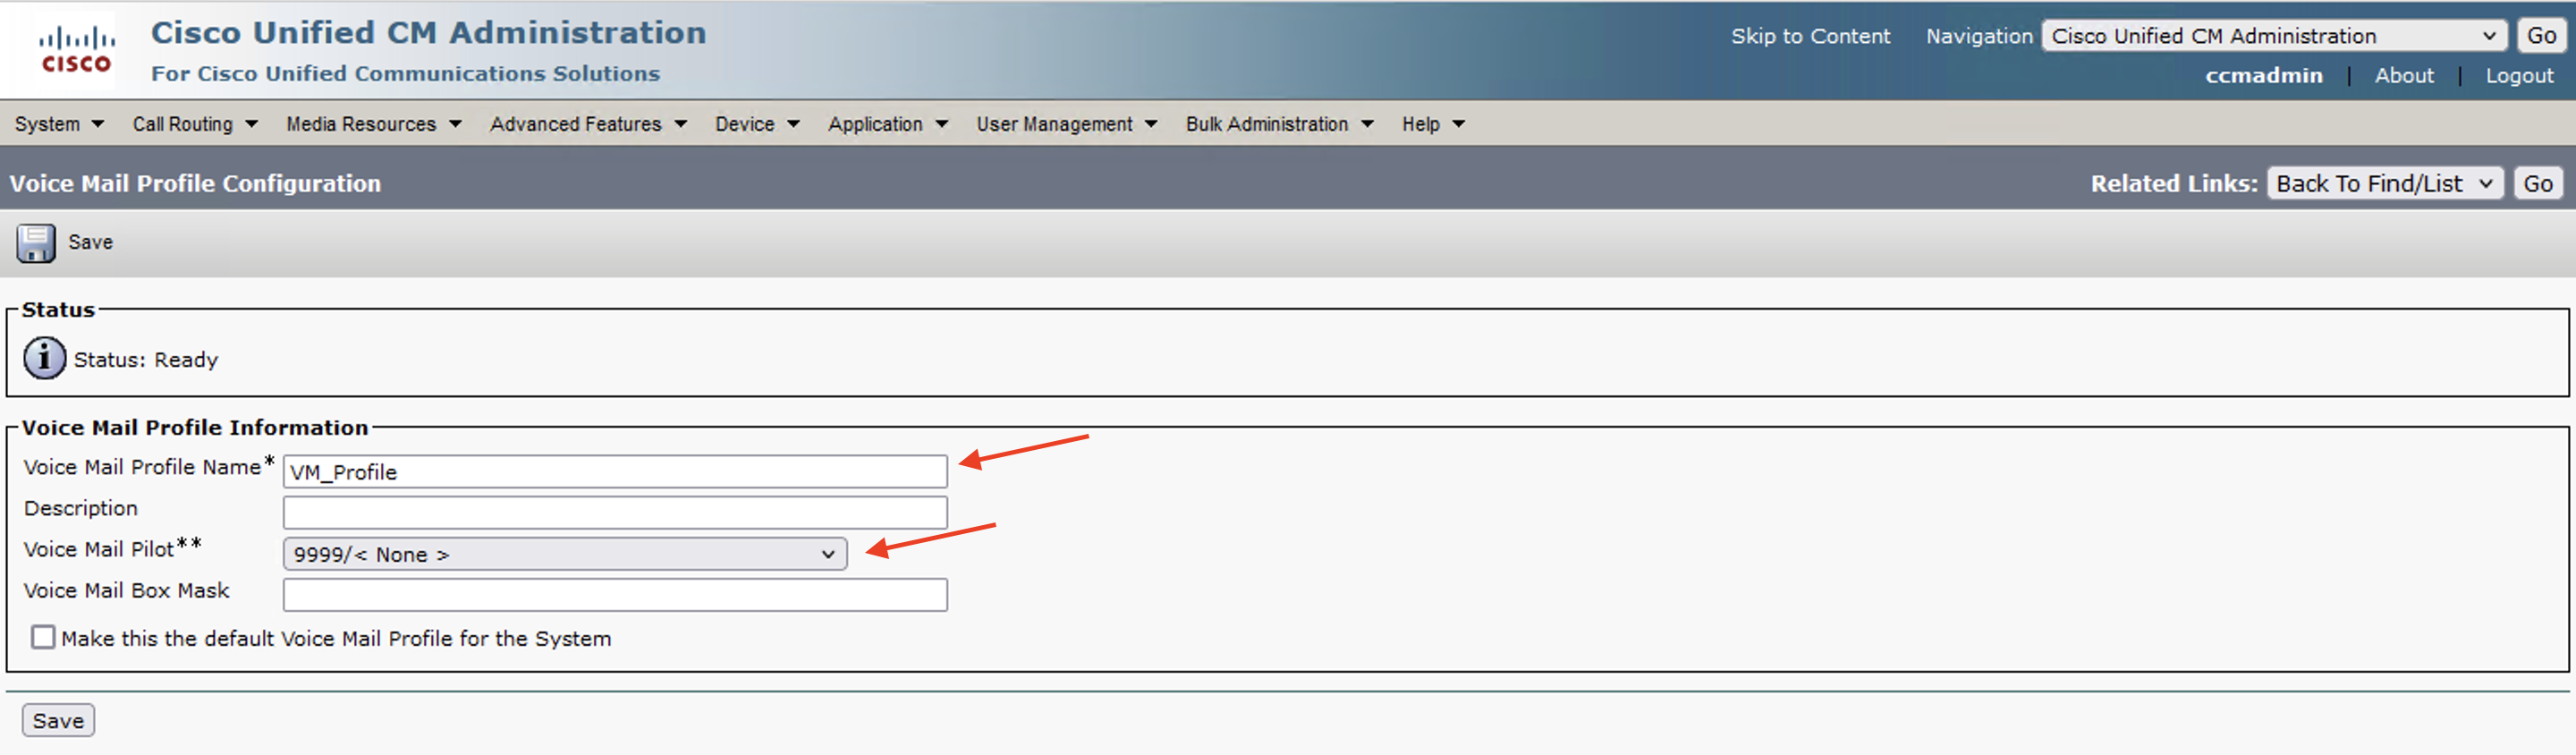 Cisco Unified CM Administration
For Cisco Unified Communications Solutions
CISCO
Skip to Content Navigation Cisco Unified CM Administration Go
ccmadmin | About | Logout
System Call Routing Media Resources Advanced Features Device Application User Management Bulk Administration Help
Voice Mail Profile Configuration Related Links: Back To Find/List Go
Save
Status
i Status: Ready
Voice Mail Profile Information
Voice Mail Profile Name* VM_Profile
Description
Voice Mail Pilot** 9999/< None >
Voice Mail Box Mask
Make this the default Voice Mail Profile for the System
Save